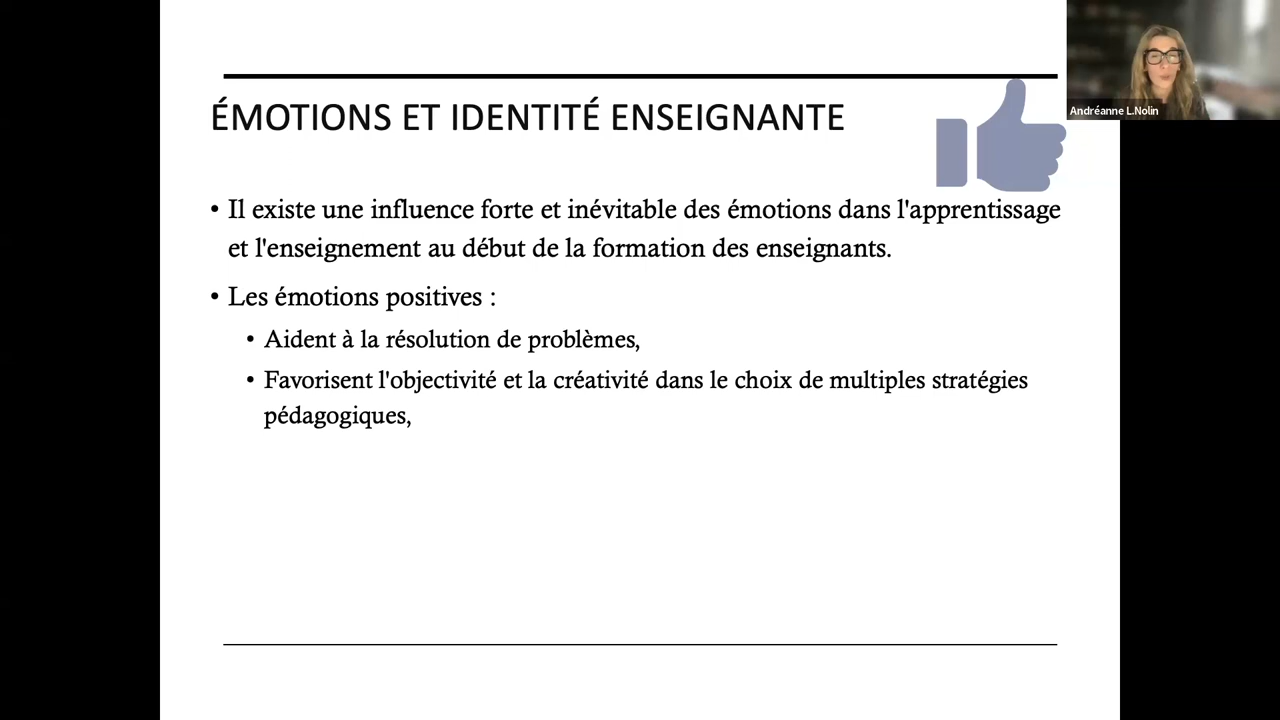 ÉMOTIONS ET IDENTITÉ ENSEIGNANTE
Andréanne L.Nolin
• Il existe une influence forte et inévitable des émotions dans l'apprentissage
et l'enseignement au début de la formation des enseignants.
• Les émotions positives :
• Aident à la résolution de problèmes,
• Favorisent l'objectivité et la créativité dans le choix de multiples stratégies
pédagogiques,